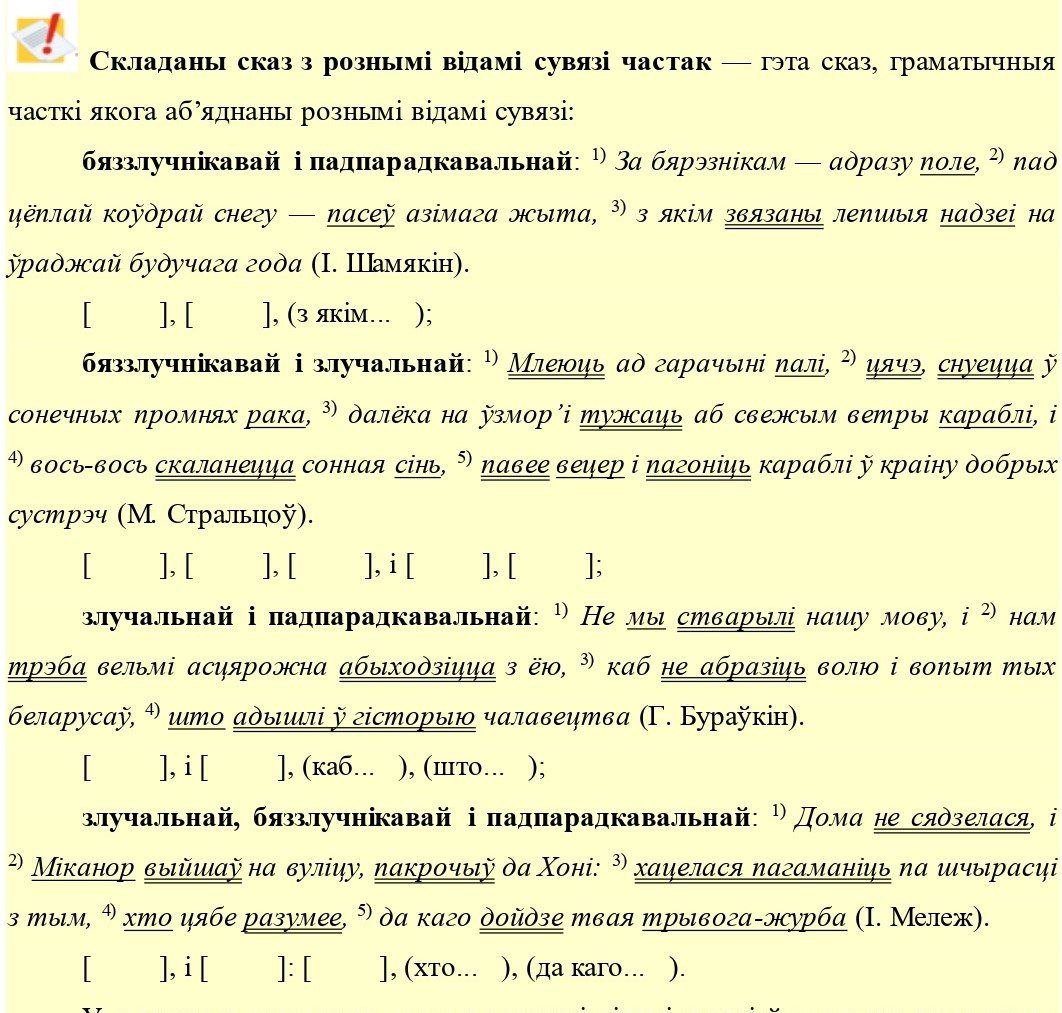 Складаны сказ з рознымі відамі сувязі частак — гэта сказ, граматычныя
часткі якога аб’яднаны рознымі відамі сувязі:
бяззлучнікавай і падпарадкавальнай: 1) За бярэзнікам — адразу поле, 2) пад
цёплай коўдрай снегу — пасеў азімага жыта, 3) з якім звязаны лепшыя надзеі на
ўраджай будучага года (І. Шамякін).
[ ], [ ], (з якім... );
бяззлучнікавай і злучальнай: 1) Млеюць ад гарачыні палі, 2) цячэ, снуецца ў
сонечных промнях рака, 3) далёка на ўзмор’і тужаць аб свежым ветры караблі, і
4) вось-вось скаланецца сонная сінь, 5) павее вецер і пагоніць караблі ў краіну добрых
сустрэч (М. Стральцоў).
[ ], [ ], [ ], і [ ], [ ];
злучальнай і падпарадкавальнай: 1) Не мы стварылі нашу мову, і 2) нам
трэба вельмі асцярожна абыходзіцца з ёю, 3) каб не абразіць волю і вопыт тых
беларусаў, 4) што адышлі ў гісторыю чалавецтва (Г. Бураўкін).
[ ], і [ ], (каб... ), (што... );
злучальнай, бяззлучнікавай і падпарадкавальнай: 1) Дома не сядзелася, і
2) Міканор выйшаў на вуліцу, пакрочыў да Хоні: 3) хацелася пагаманіць па шчырасці
з тым, 4) хто цябе разумее, 5) да каго дойдзе твая трывога-журба (І. Мележ).
[ ], і [ ]: [ ], (хто... ), (да каго... ).